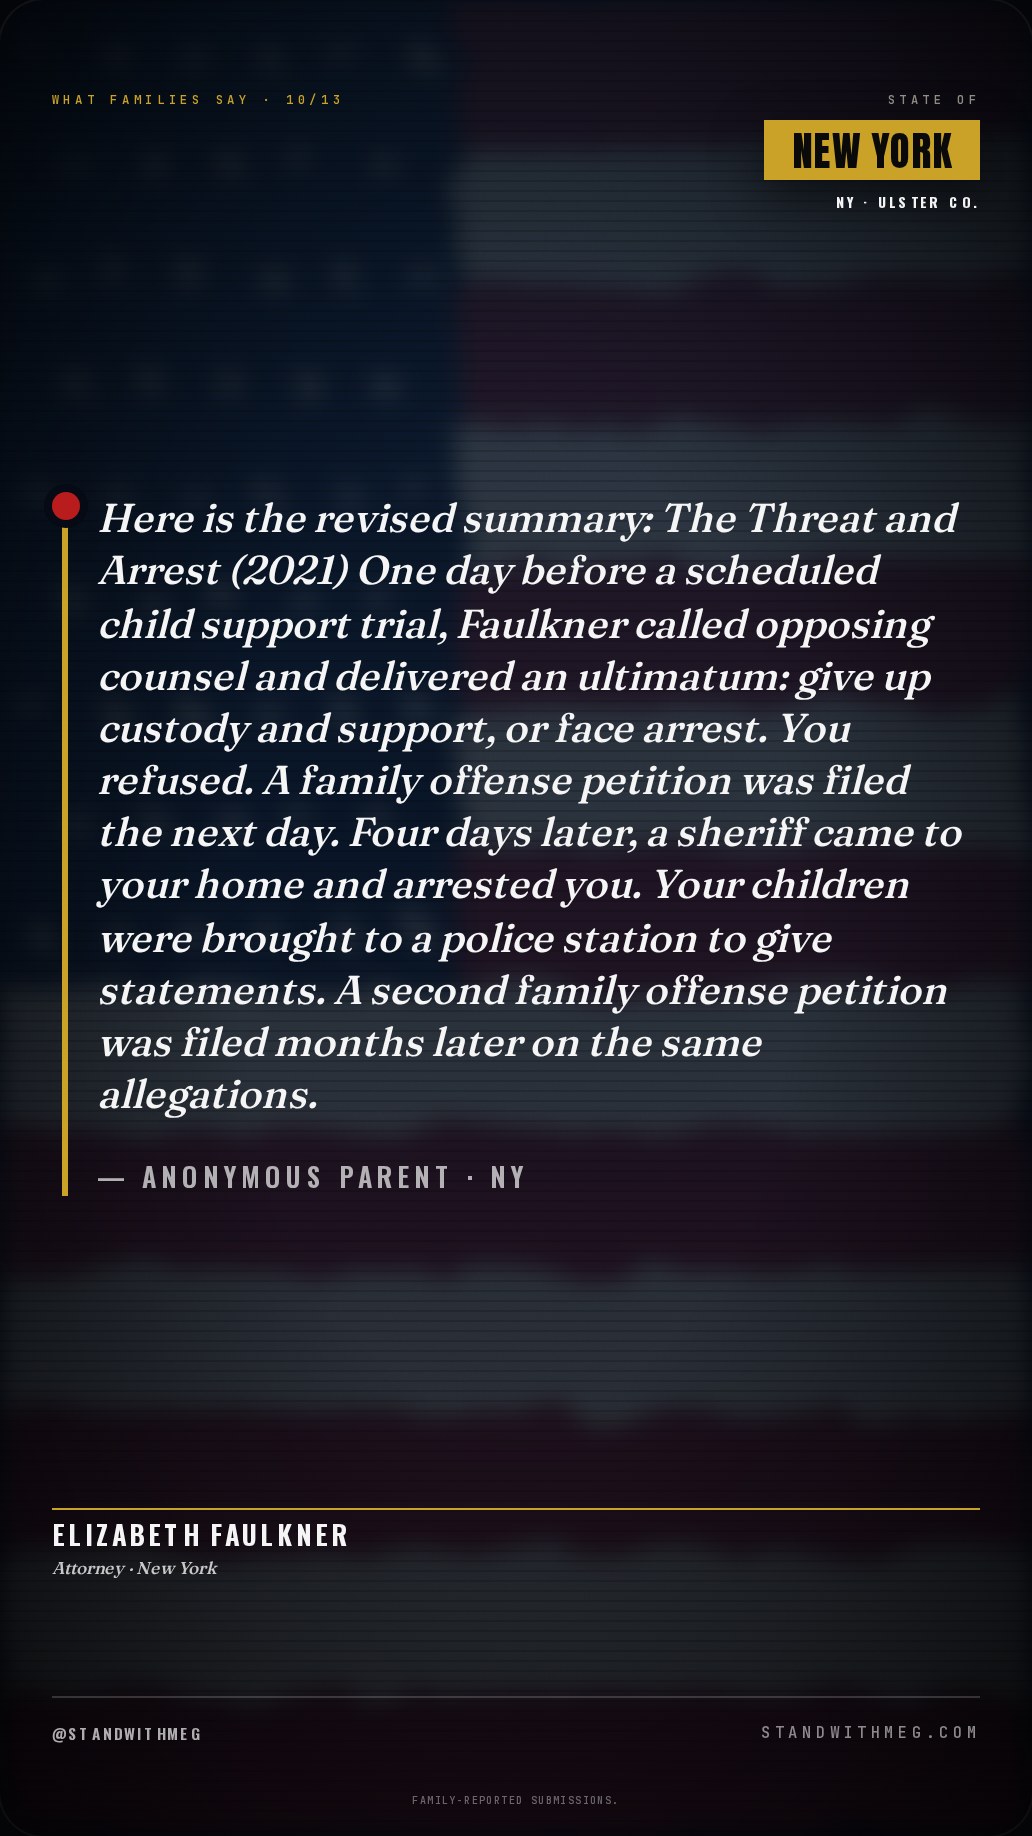 WHAT FAMILIES SAY · 10/13
STATE OF
NEW YORK
NY · ULSTER CO.
Here is the revised summary: The Threat and
Arrest (2021) One day before a scheduled
child support trial, Faulkner called opposing
counsel and delivered an ultimatum: give up
custody and support, or face arrest. You
refused. A family offense petition was filed
the next day. Four days later, a sheriff came to
your home and arrested you. Your children
were brought to a police station to give
statements. A second family offense petition
was filed months later on the same
allegations.
— ANONYMOUS PARENT · NY
ELIZABETH FAULKNER
Attorney · New York
@STANDWITHMEG
STANDWITHMEG.COM
FAMILY-REPORTED SUBMISSIONS.